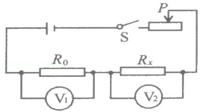 P
S
R₀ Rₓ
V₁ V₂